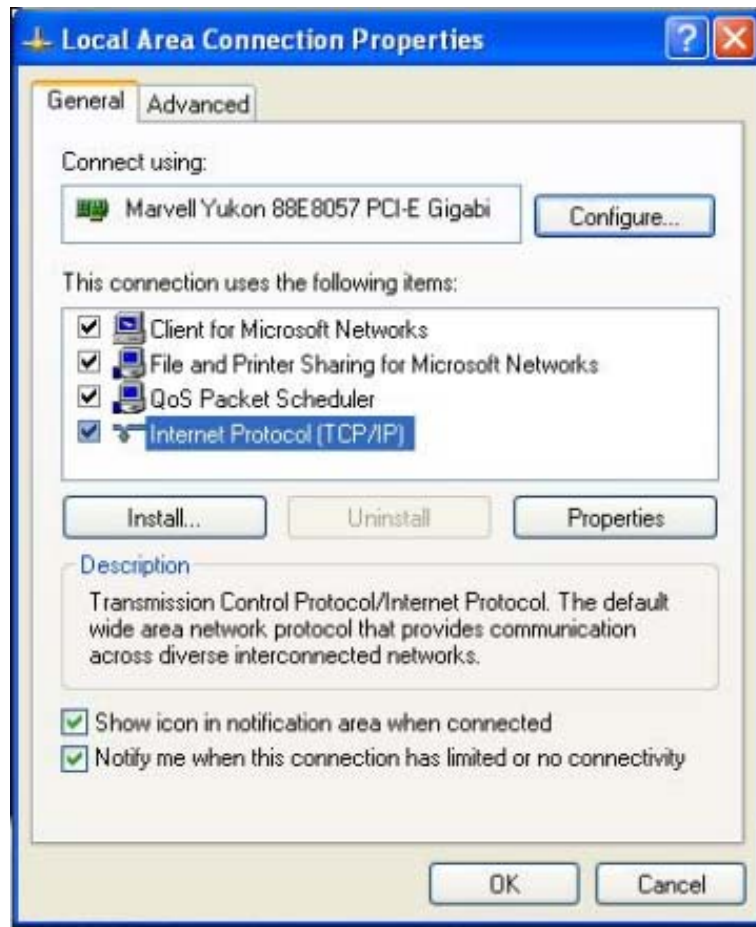 Local Area Connection Properties
General
Advanced
Connect using:
Marvell Yukon 88E8057 PCI-E Gigabi
Configure...
This connection uses the following items:
Client for Microsoft Networks
File and Printer Sharing for Microsoft Networks
QoS Packet Scheduler
Internet Protocol (TCP/IP)
Install...
Uninstall
Properties
Description
Transmission Control Protocol/Internet Protocol. The default
wide area network protocol that provides communication
across diverse interconnected networks.
Show icon in notification area when connected
Notify me when this connection has limited or no connectivity
OK
Cancel